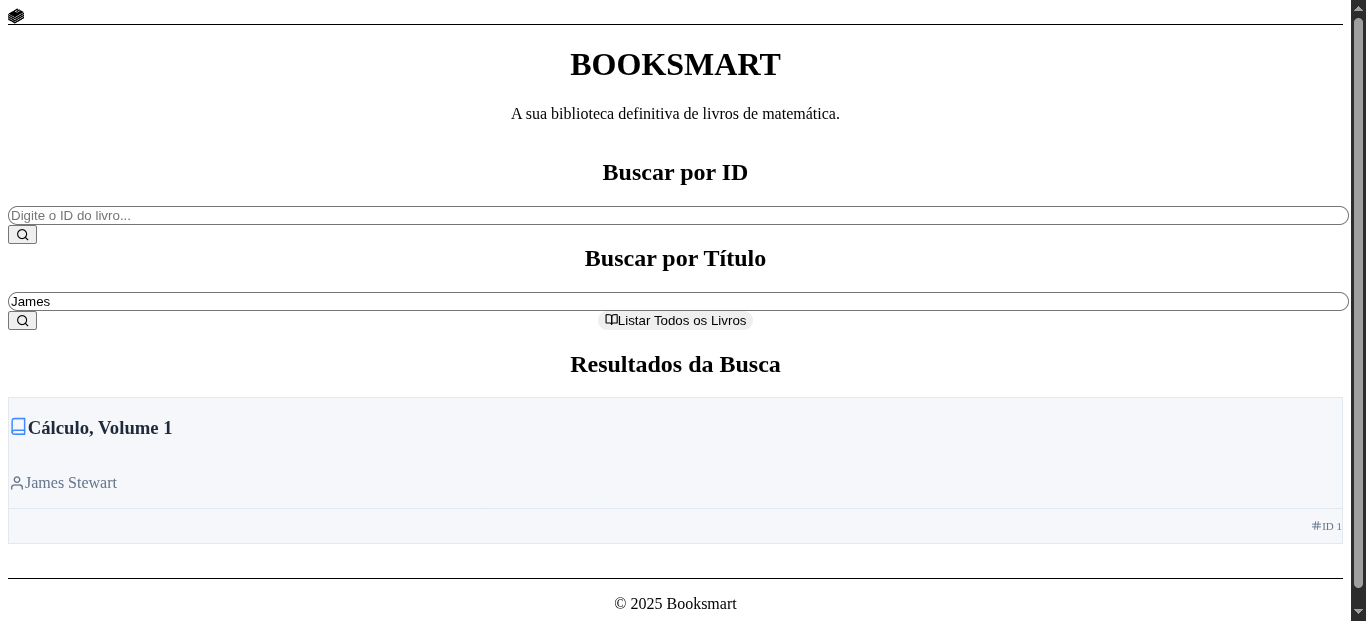 BOOKSMART
A sua biblioteca definitiva de livros de matemática.
Buscar por ID
Digite o ID do livro...
Buscar por Título
James
Listar Todos os Livros
Resultados da Busca
Cálculo, Volume 1
James Stewart
#ID 1
© 2025 Booksmart